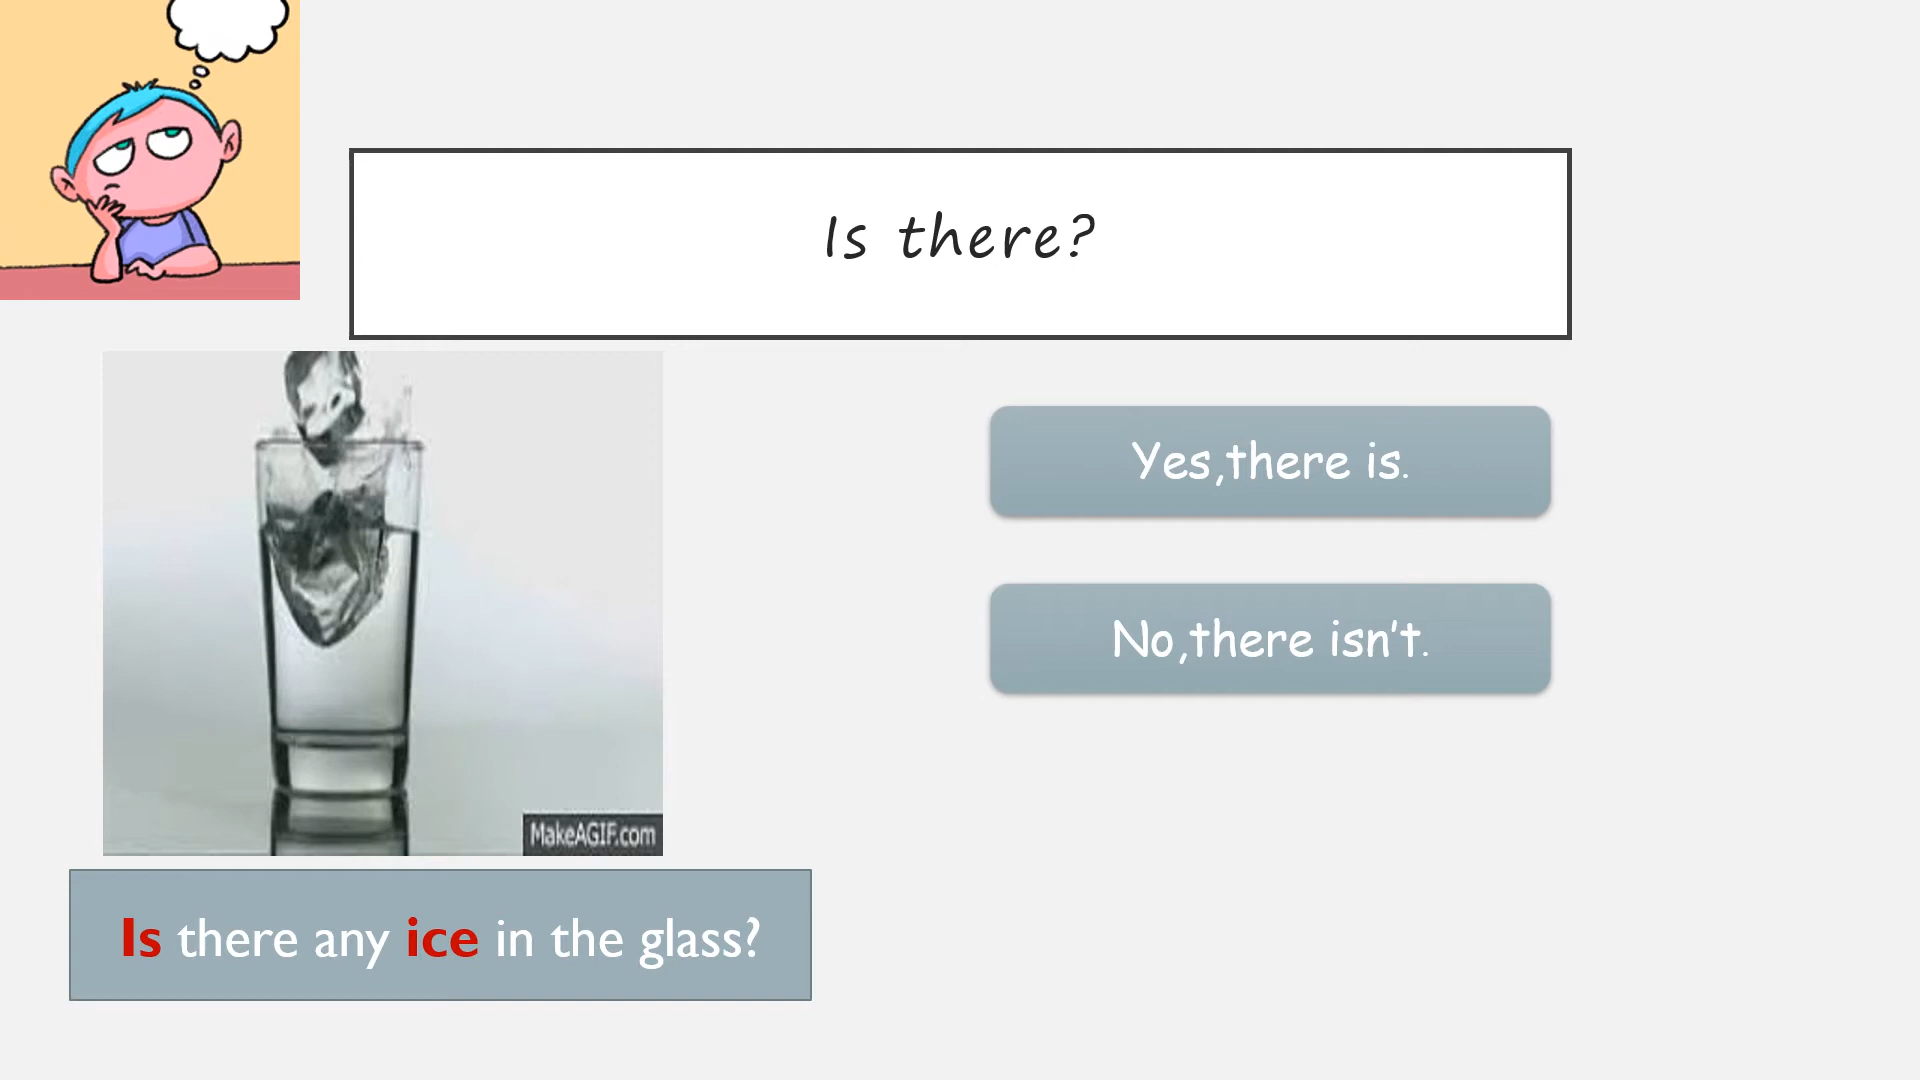 Is there?
Yes,there is.
No,there isn't.
MakeAGIF.com
Is there any ice in the glass?